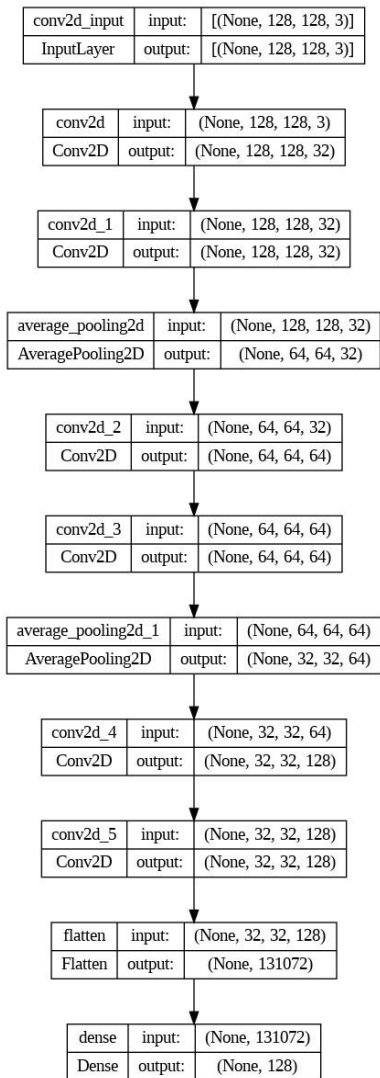 conv2d_input input: [(None, 128, 128, 3)]
InputLayer output: [(None, 128, 128, 3)]
conv2d input: (None, 128, 128, 3)
Conv2D output: (None, 128, 128, 32)
conv2d_1 input: (None, 128, 128, 32)
Conv2D output: (None, 128, 128, 32)
average_pooling2d input: (None, 128, 128, 32)
AveragePooling2D output: (None, 64, 64, 32)
conv2d_2 input: (None, 64, 64, 32)
Conv2D output: (None, 64, 64, 64)
conv2d_3 input: (None, 64, 64, 64)
Conv2D output: (None, 64, 64, 64)
average_pooling2d_1 input: (None, 64, 64, 64)
AveragePooling2D output: (None, 32, 32, 64)
conv2d_4 input: (None, 32, 32, 64)
Conv2D output: (None, 32, 32, 128)
conv2d_5 input: (None, 32, 32, 128)
Conv2D output: (None, 32, 32, 128)
flatten input: (None, 32, 32, 128)
Flatten output: (None, 131072)
dense input: (None, 131072)
Dense output: (None, 128)